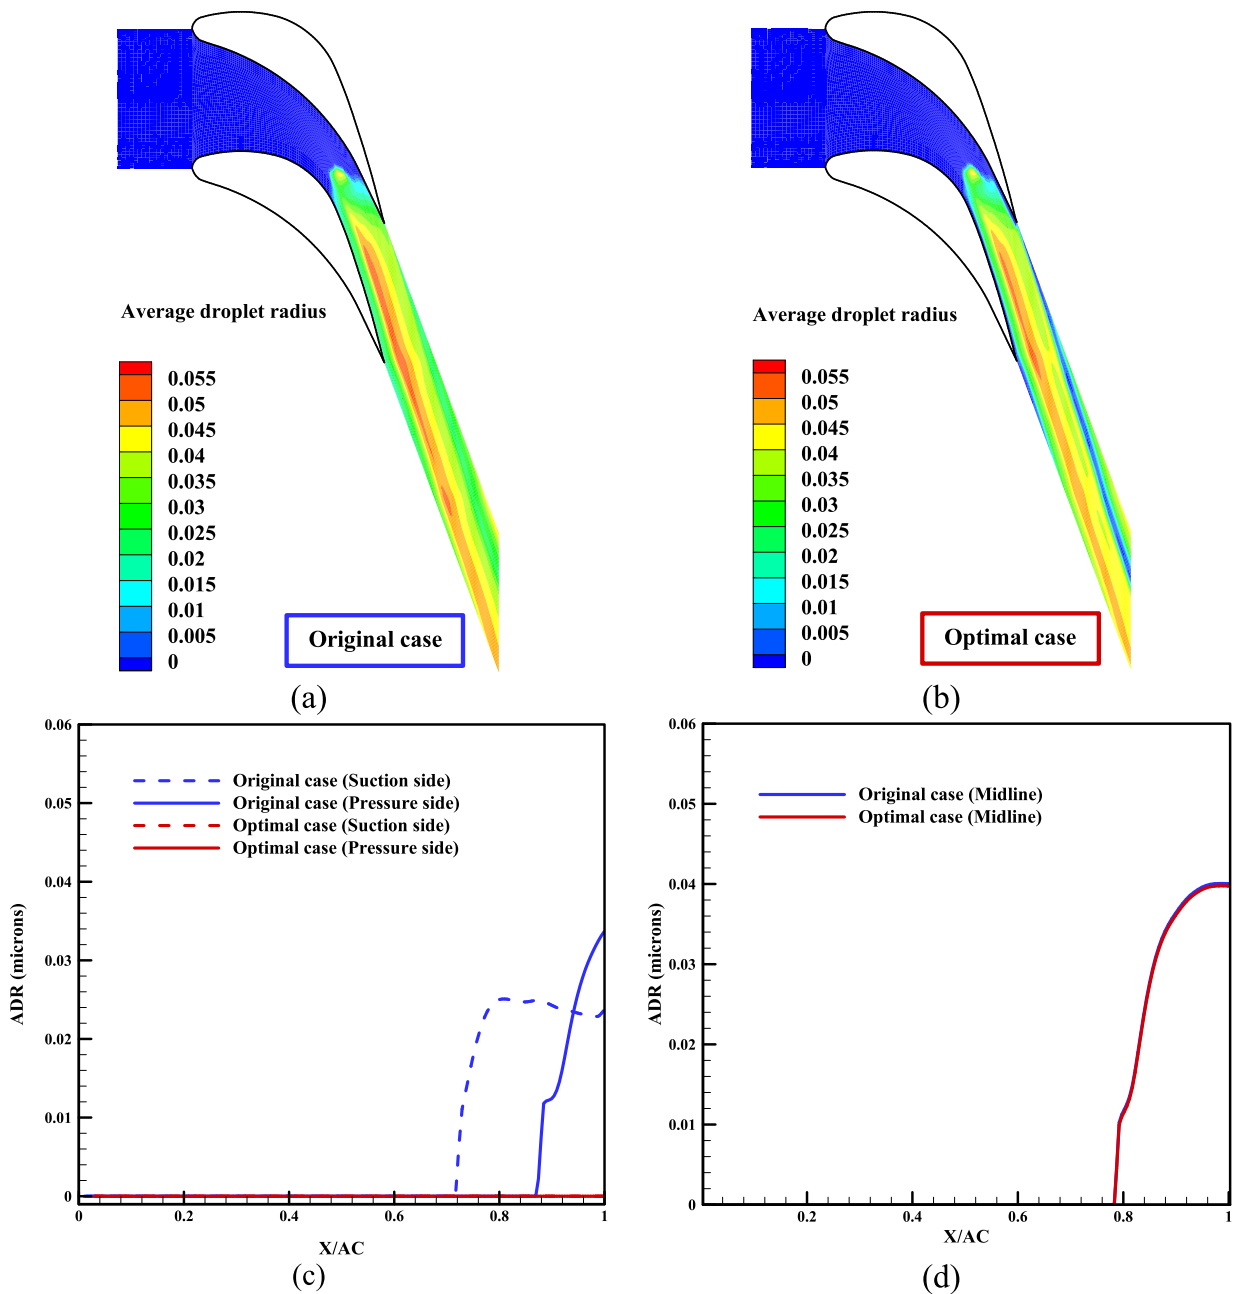 Average droplet radius
0.055
0.05
0.045
0.04
0.035
0.03
0.025
0.02
0.015
0.01
0.005
0
Original case
(a)
Average droplet radius
0.055
0.05
0.045
0.04
0.035
0.03
0.025
0.02
0.015
0.01
0.005
0
Optimal case
(b)
0.06
0.05
0.04
0.03
0.02
0.01
0
ADR (microns)
Original case (Suction side)
Original case (Pressure side)
Optimal case (Suction side)
Optimal case (Pressure side)
0 0.2 0.4 0.6 0.8 1
X/AC
(c)
0.06
0.05
0.04
0.03
0.02
0.01
0
ADR (microns)
Original case (Midline)
Optimal case (Midline)
0.2 0.4 0.6 0.8 1
X/AC
(d)